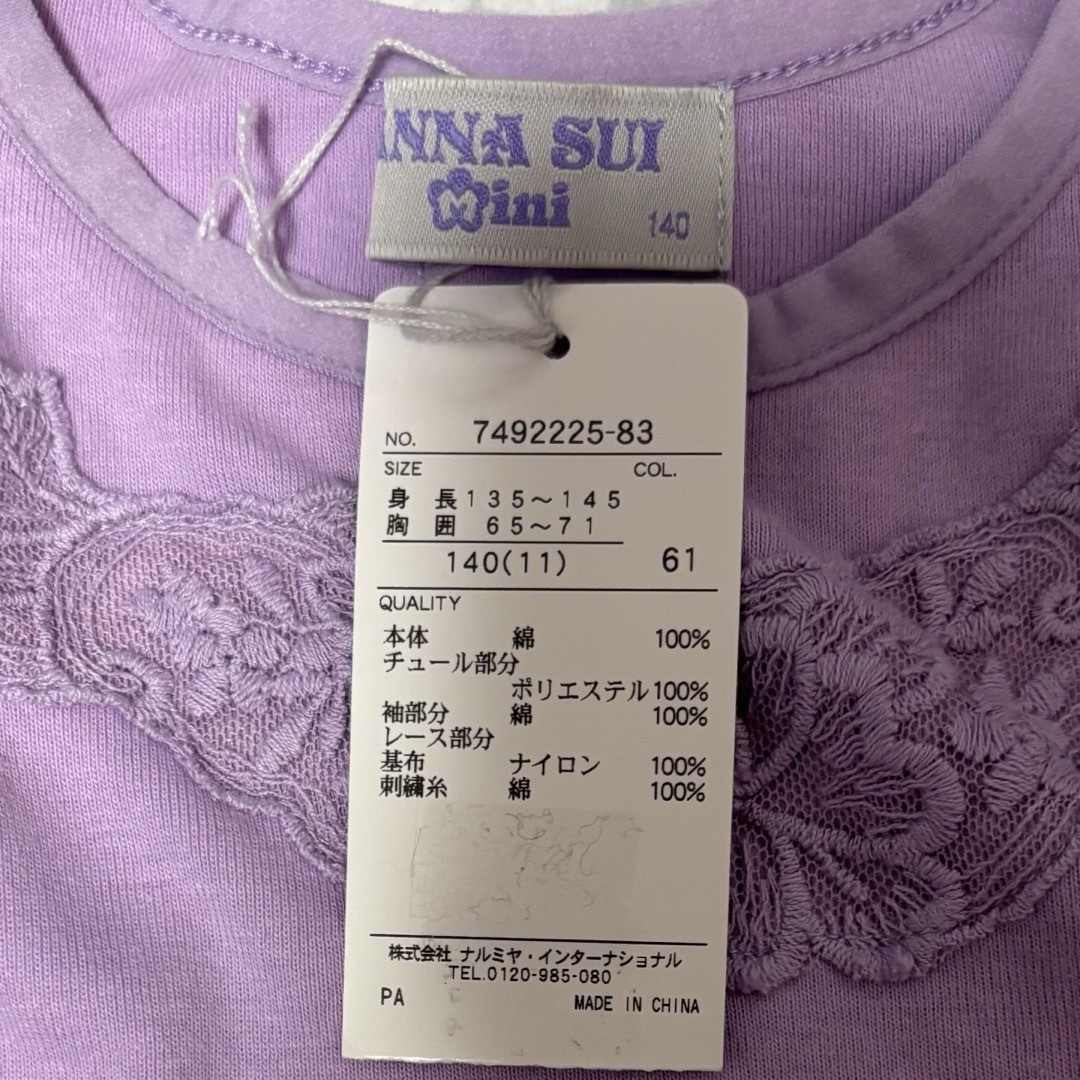 ANNA SUI
Mini 140
NO. 7492225-83
SIZE COL.
身 長 135～145
胸 囲 65～71
140(11) 61
QUALITY
本体 綿 100%
チュール部分
ポリエステル100%
袖部分 綿 100%
レース部分
基布 ナイロン 100%
刺繍糸 綿 100%
株式会社 ナルミヤ・インターナショナル
TEL.0120-985-080
PA MADE IN CHINA